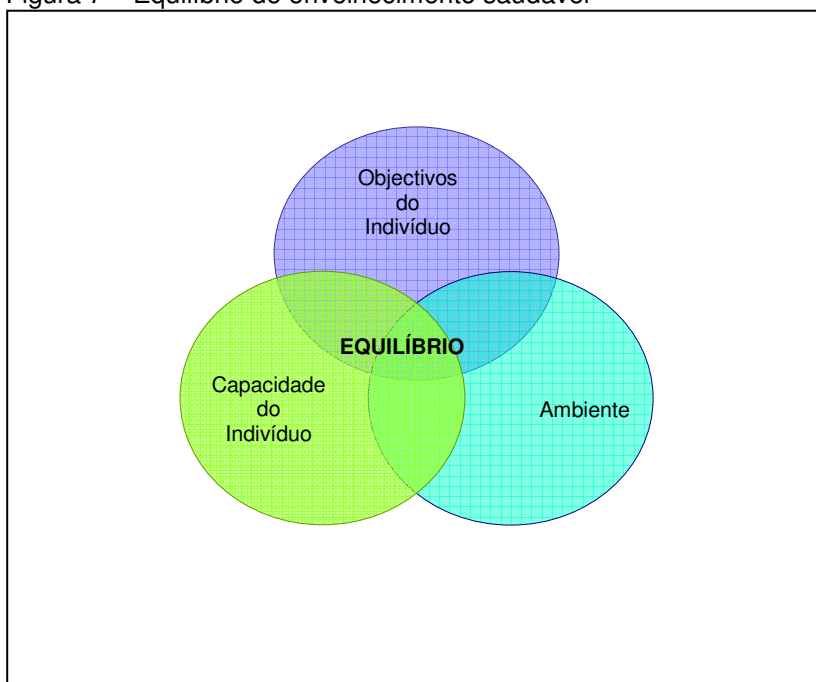 Figura 7 – Equilíbrio do envelhecimento saudável
Objectivos
do
Indivíduo
EQUILÍBRIO
Capacidade
do
Indivíduo
Ambiente